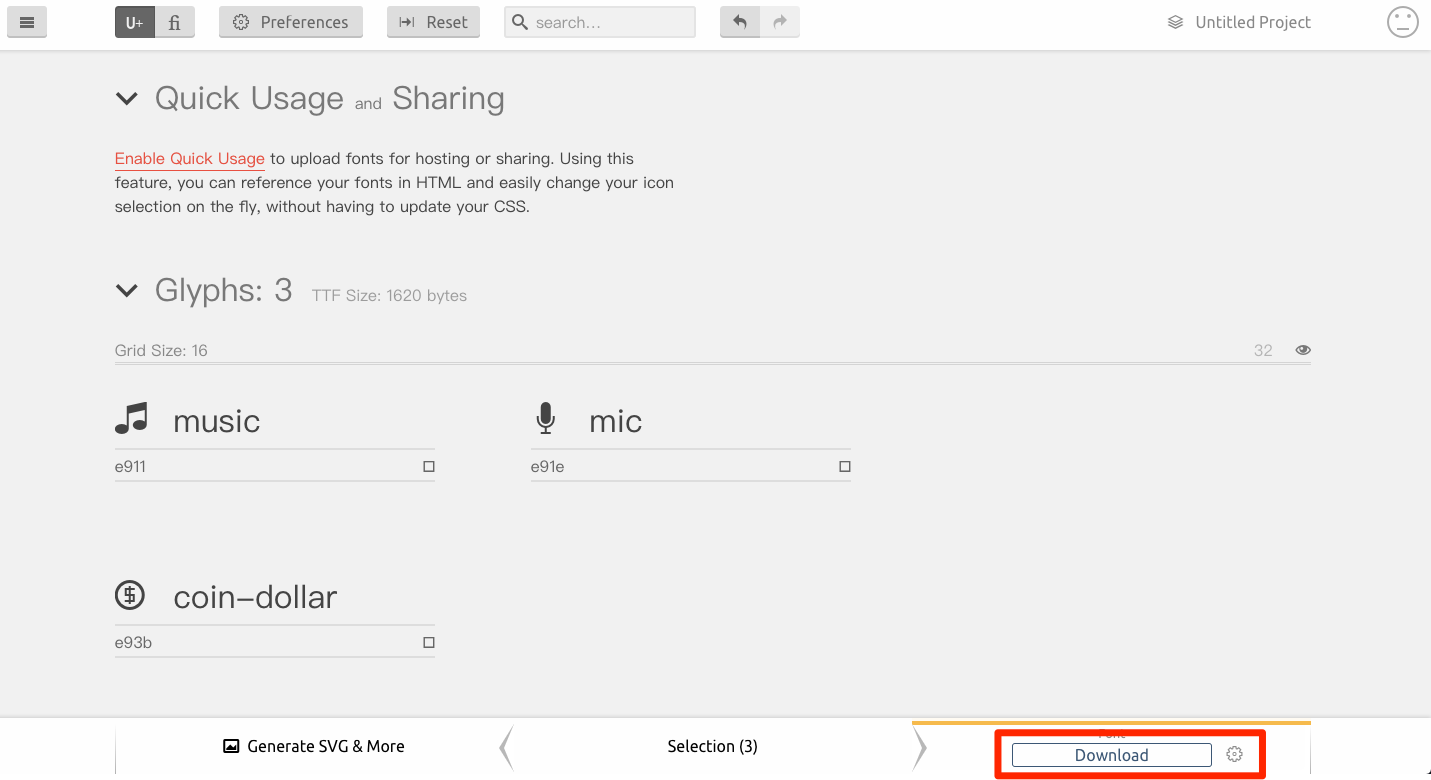 U+ fi Preferences Reset search... Untitled Project
Quick Usage and Sharing
Enable Quick Usage to upload fonts for hosting or sharing. Using this
feature, you can reference your fonts in HTML and easily change your icon
selection on the fly, without having to update your CSS.
Glyphs: 3 TTF Size: 1620 bytes
Grid Size: 16 32
music mic
e911 e91e
coin-dollar
e93b
Font
Generate SVG & More Selection (3) Download